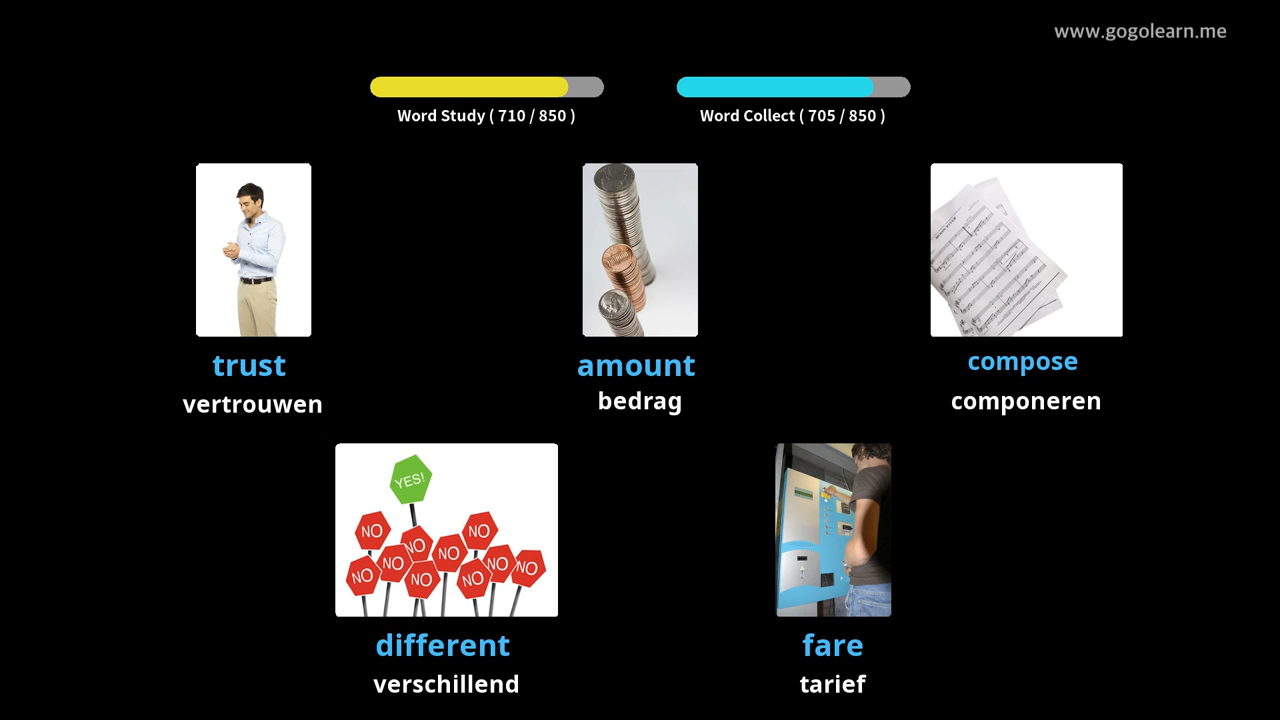 www.gogolearn.me
Word Study ( 710 / 850 )
Word Collect ( 705 / 850 )
trust
vertrouwen
amount
bedrag
compose
componeren
YES!
NO
NO
NO
NO
NO
NO
NO
NO
NO
NO
different
verschillend
fare
tarief